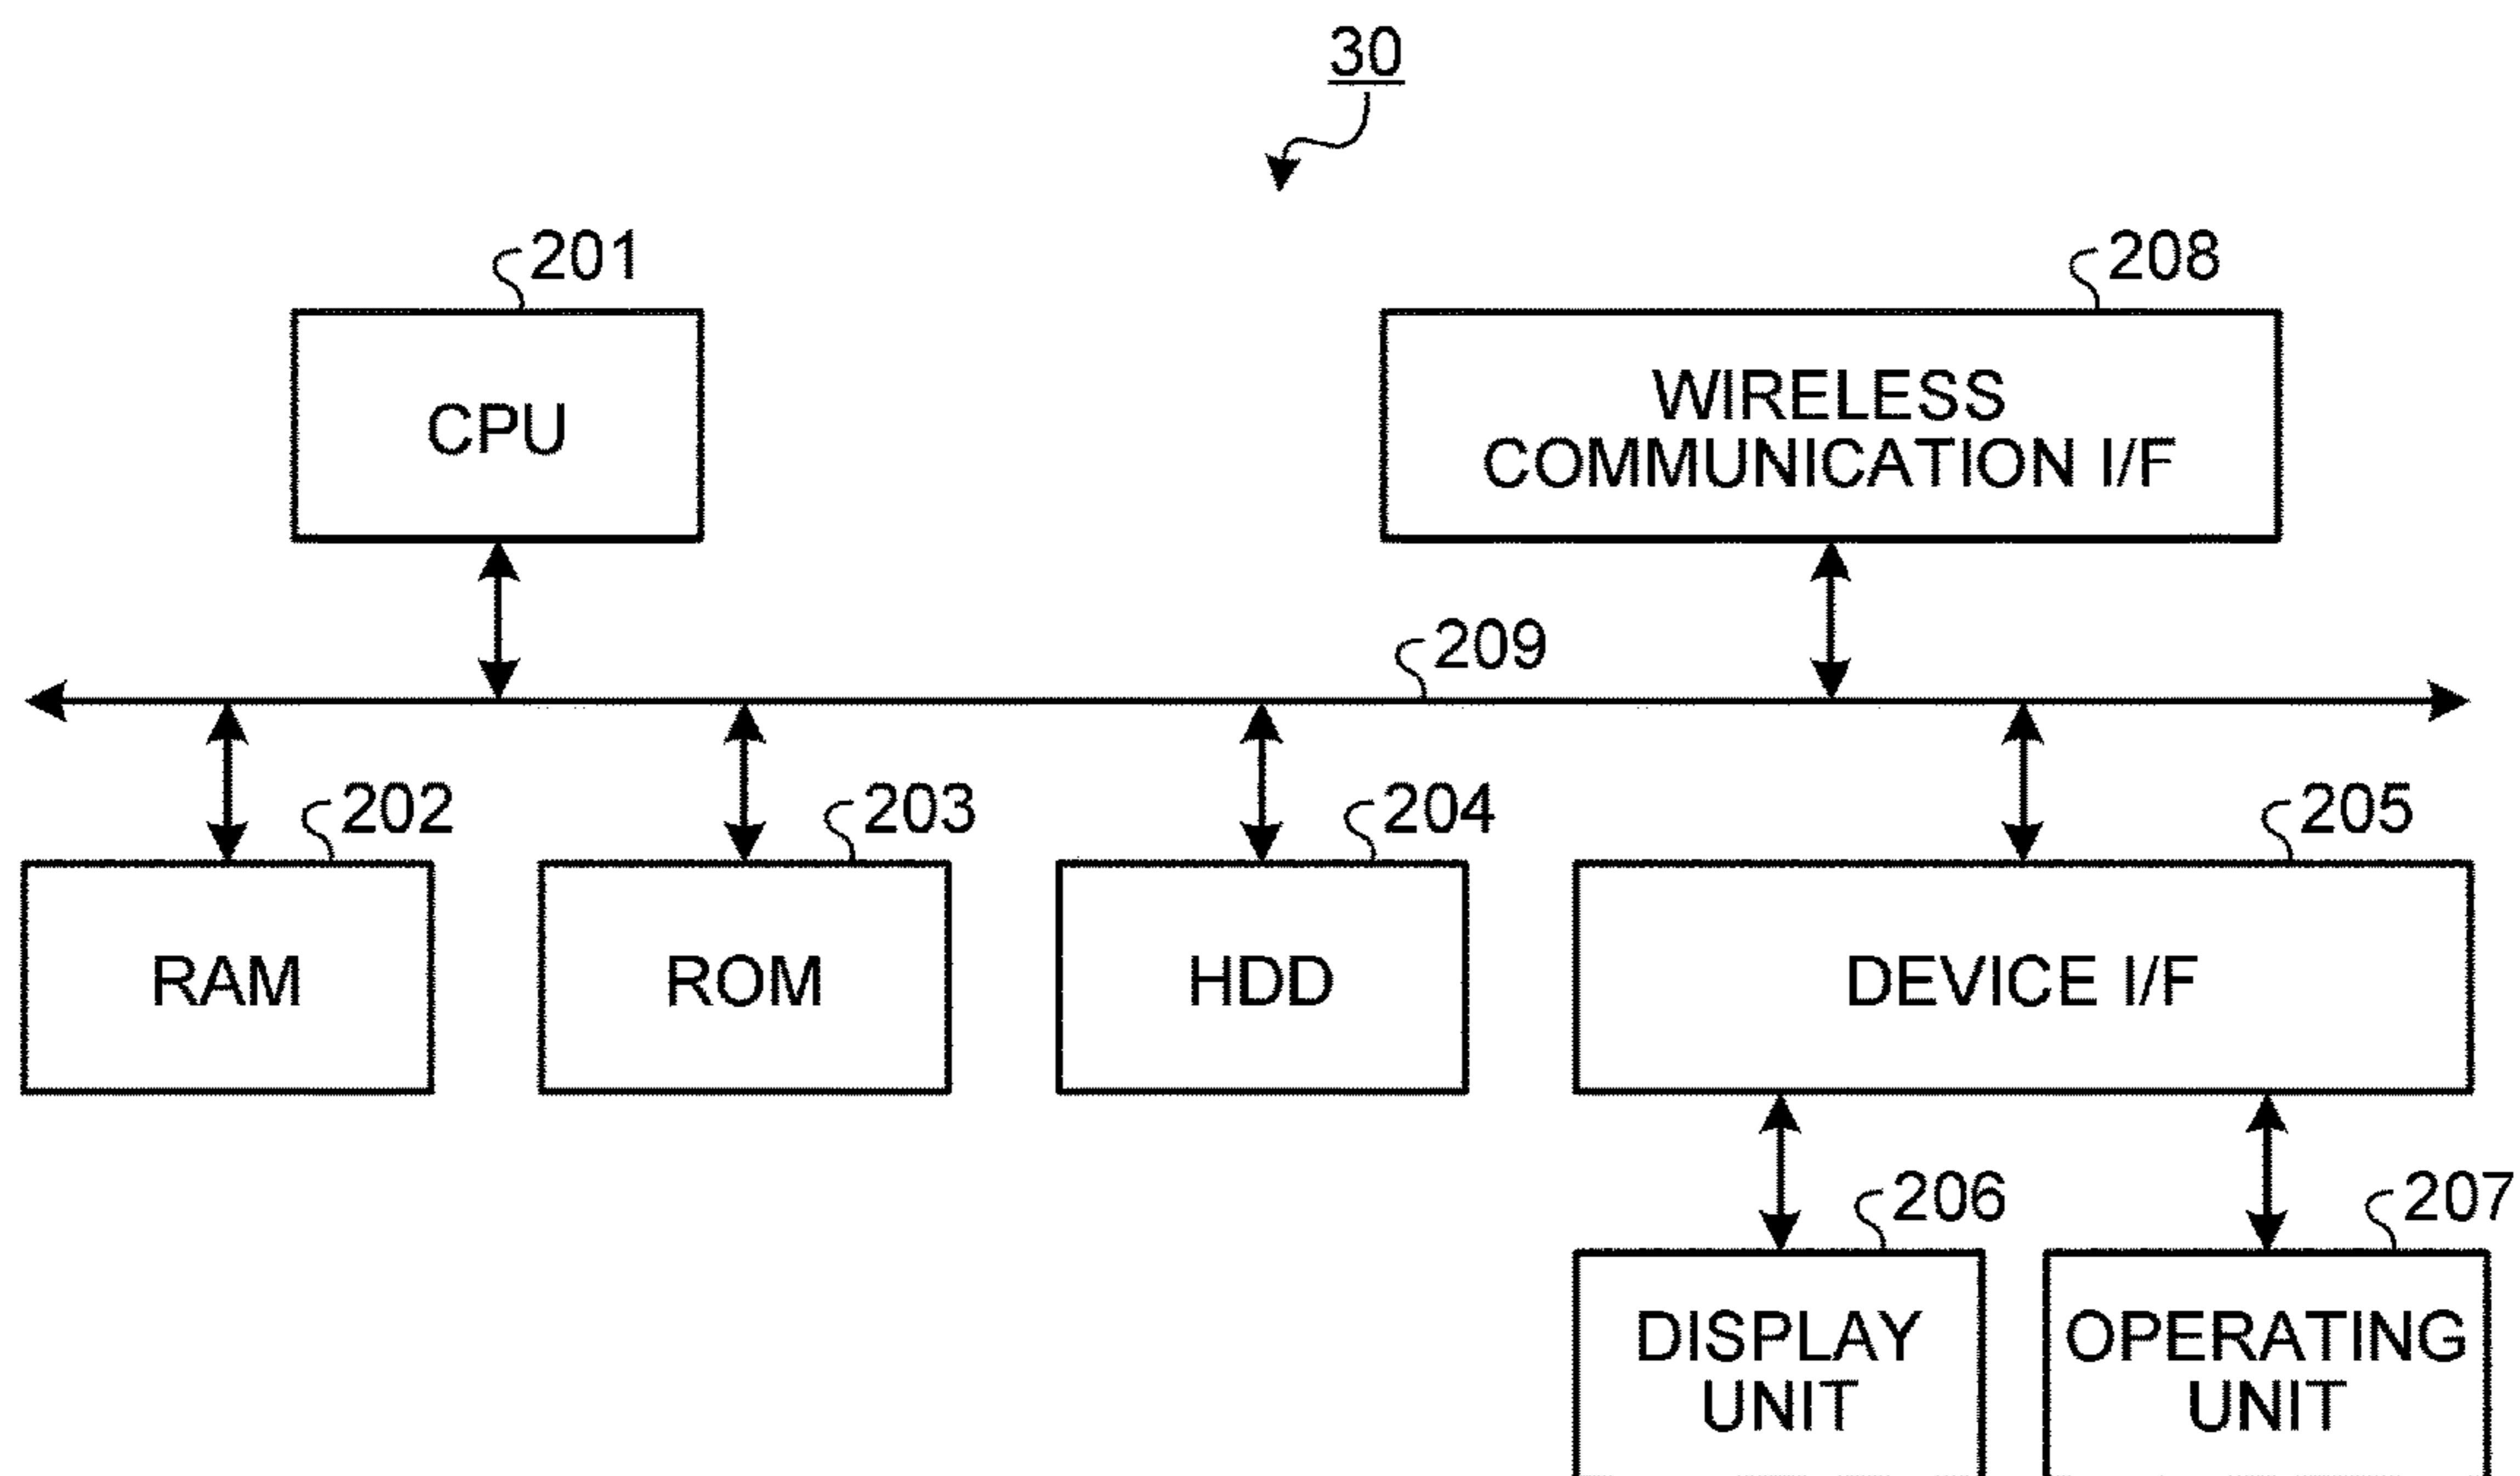 30
201
208
CPU
WIRELESS
COMMUNICATION I/F
209
202
203
204
205
RAM
ROM
HDD
DEVICE I/F
206
207
DISPLAY
UNIT
OPERATING
UNIT